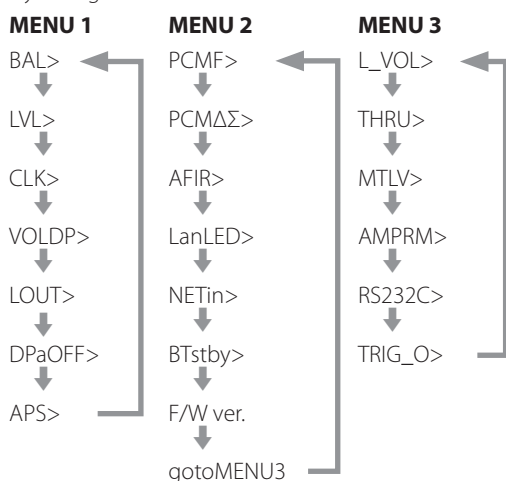 MENU 1
BAL>
LVL>
CLK>
VOLDP>
LOUT>
DPaOFF>
APS>
MENU 2
PCMF>
PCMΔΣ>
AFIR>
LanLED>
NETin>
BTstby>
F/W ver.
gotoMENU3
MENU 3
L_VOL>
THRU>
MTLV>
AMPRM>
RS232C>
TRIG_O>